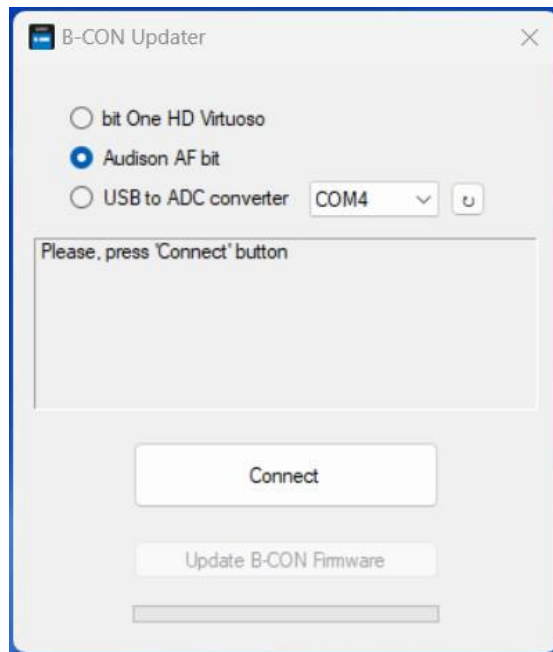 B-CON Updater
bit One HD Virtuoso
Audison AF bit
USB to ADC converter COM4
Please, press 'Connect' button
Connect
Update B-CON Firmware